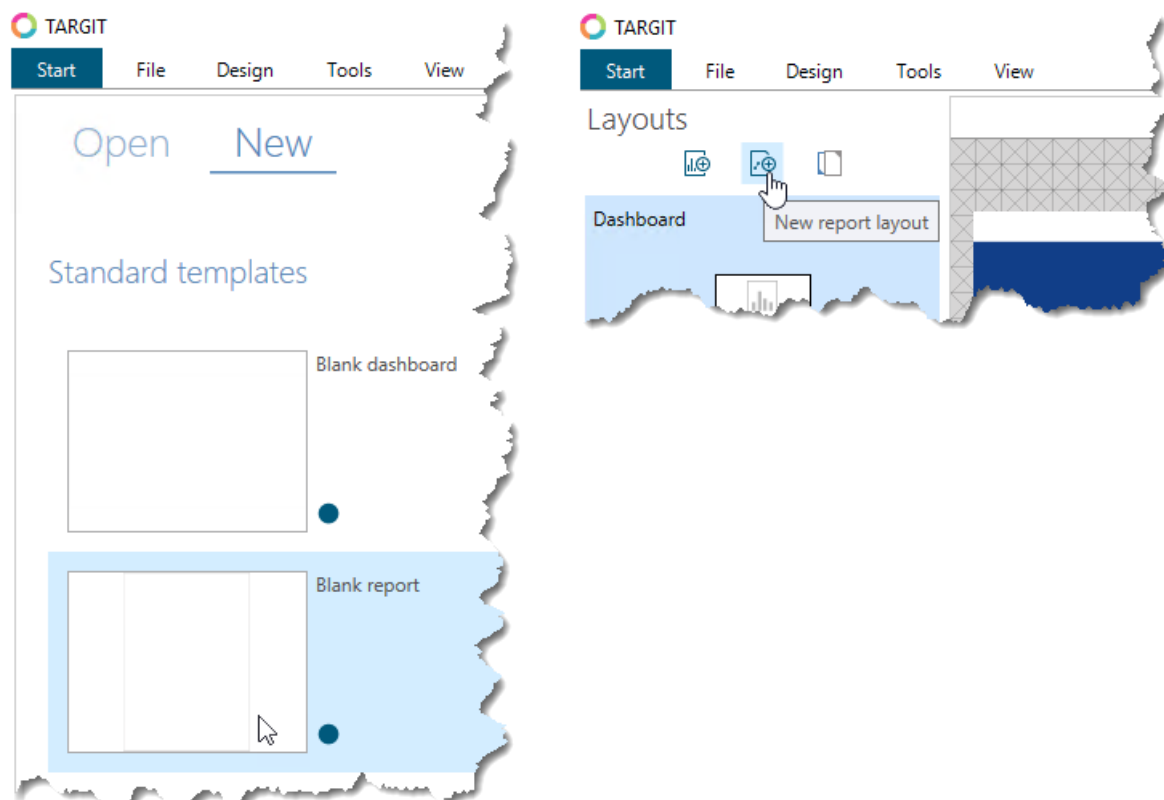 TARGIT
Start File Design Tools View
Open New
Standard templates
Blank dashboard
Blank report
TARGIT
Start File Design Tools View
Layouts
Dashboard
New report layout